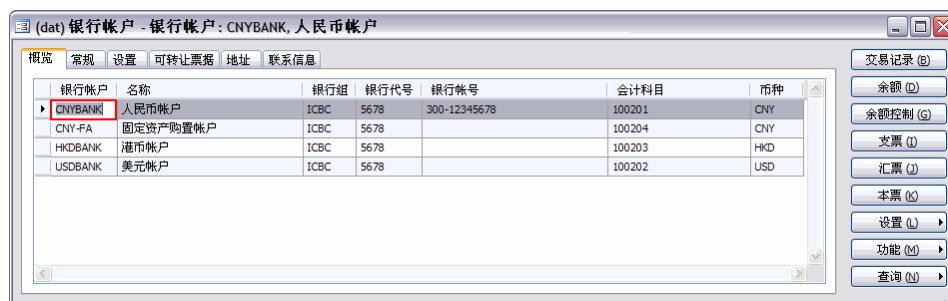 (dat) 银行帐户 - 银行帐户: CNYBANK, 人民币帐户
概览 常规 设置 可转让票据 地址 联系信息
银行帐户 名称 银行组 银行代号 银行帐号 会计科目 币种
CNYBANK 人民币帐户 ICBC 5678 300-12345678 100201 CNY
CNY-FA 固定资产购置帐户 ICBC 5678 100204 CNY
HKDBANK 港币帐户 ICBC 5678 100203 HKD
USDBANK 美元帐户 ICBC 5678 100202 USD
交易记录 (B)
余额 (D)
余额控制 (G)
支票 (I)
汇票 (J)
本票 (K)
设置 (L)
功能 (M)
查询 (N)